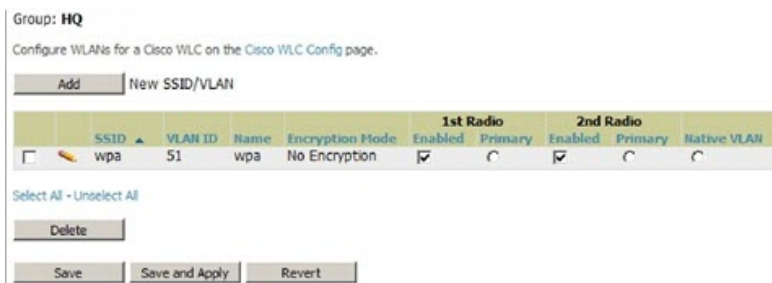 Group: HQ
Configure WLANs for a Cisco WLC on the Cisco WLC Config page.
Add New SSID/VLAN
1st Radio 2nd Radio
SSID VLAN ID Name Encryption Mode Enabled Primary Enabled Primary Native VLAN
wpa 51 wpa No Encryption
Select All - Unselect All
Delete
Save Save and Apply Revert